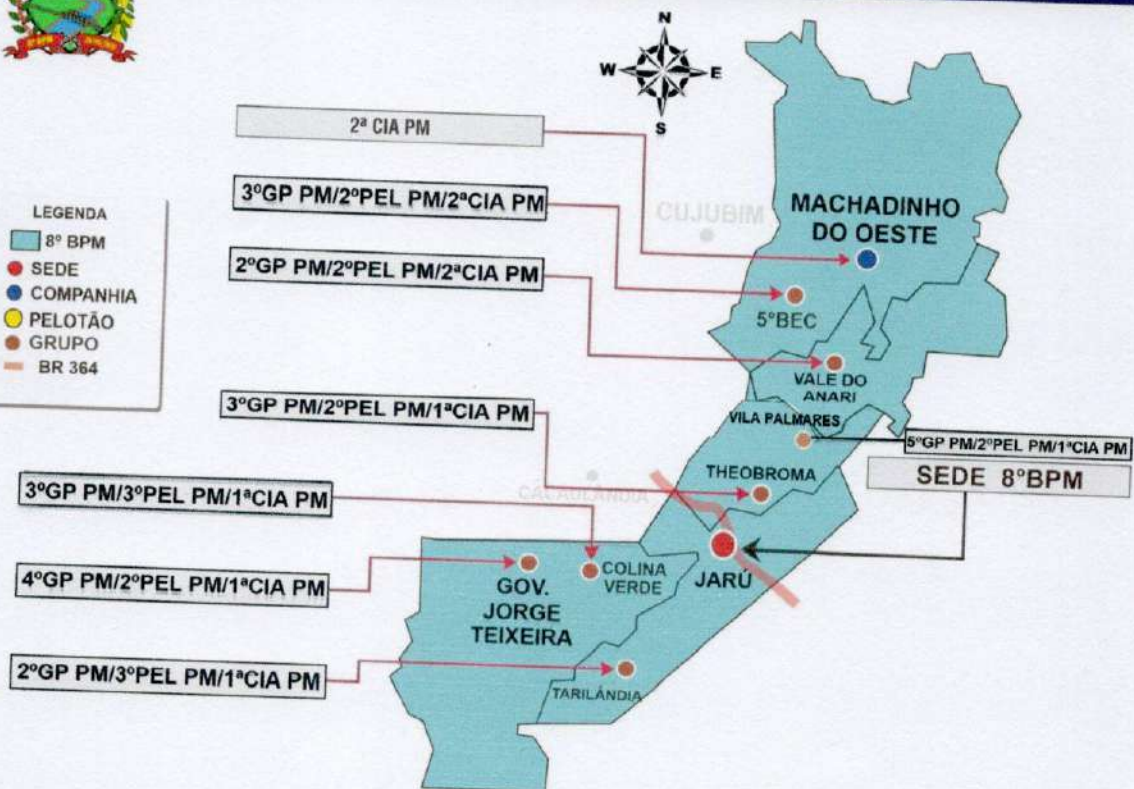 N
W E
S
2ª CIA PM
3ºGP PM/2ºPEL PM/2ªCIA PM
2ºGP PM/2ºPEL PM/2ªCIA PM
3ºGP PM/2ºPEL PM/1ªCIA PM
3ºGP PM/3ºPEL PM/1ªCIA PM
4ºGP PM/2ºPEL PM/1ªCIA PM
2ºGP PM/3ºPEL PM/1ªCIA PM
LEGENDA
8º BPM
SEDE
COMPANHIA
PELOTÃO
GRUPO
BR 364
CUJUBIM
MACHADINHO
DO OESTE
5ºBEC
VALE DO
ANARI
VILA PALMARES
5ºGP PM/2ºPEL PM/1ªCIA PM
SEDE 8ºBPM
THEOBROMA
CACAULÂNDIA
JARÚ
COLINA
VERDE
GOV.
JORGE
TEIXEIRA
TARILÁNDIA